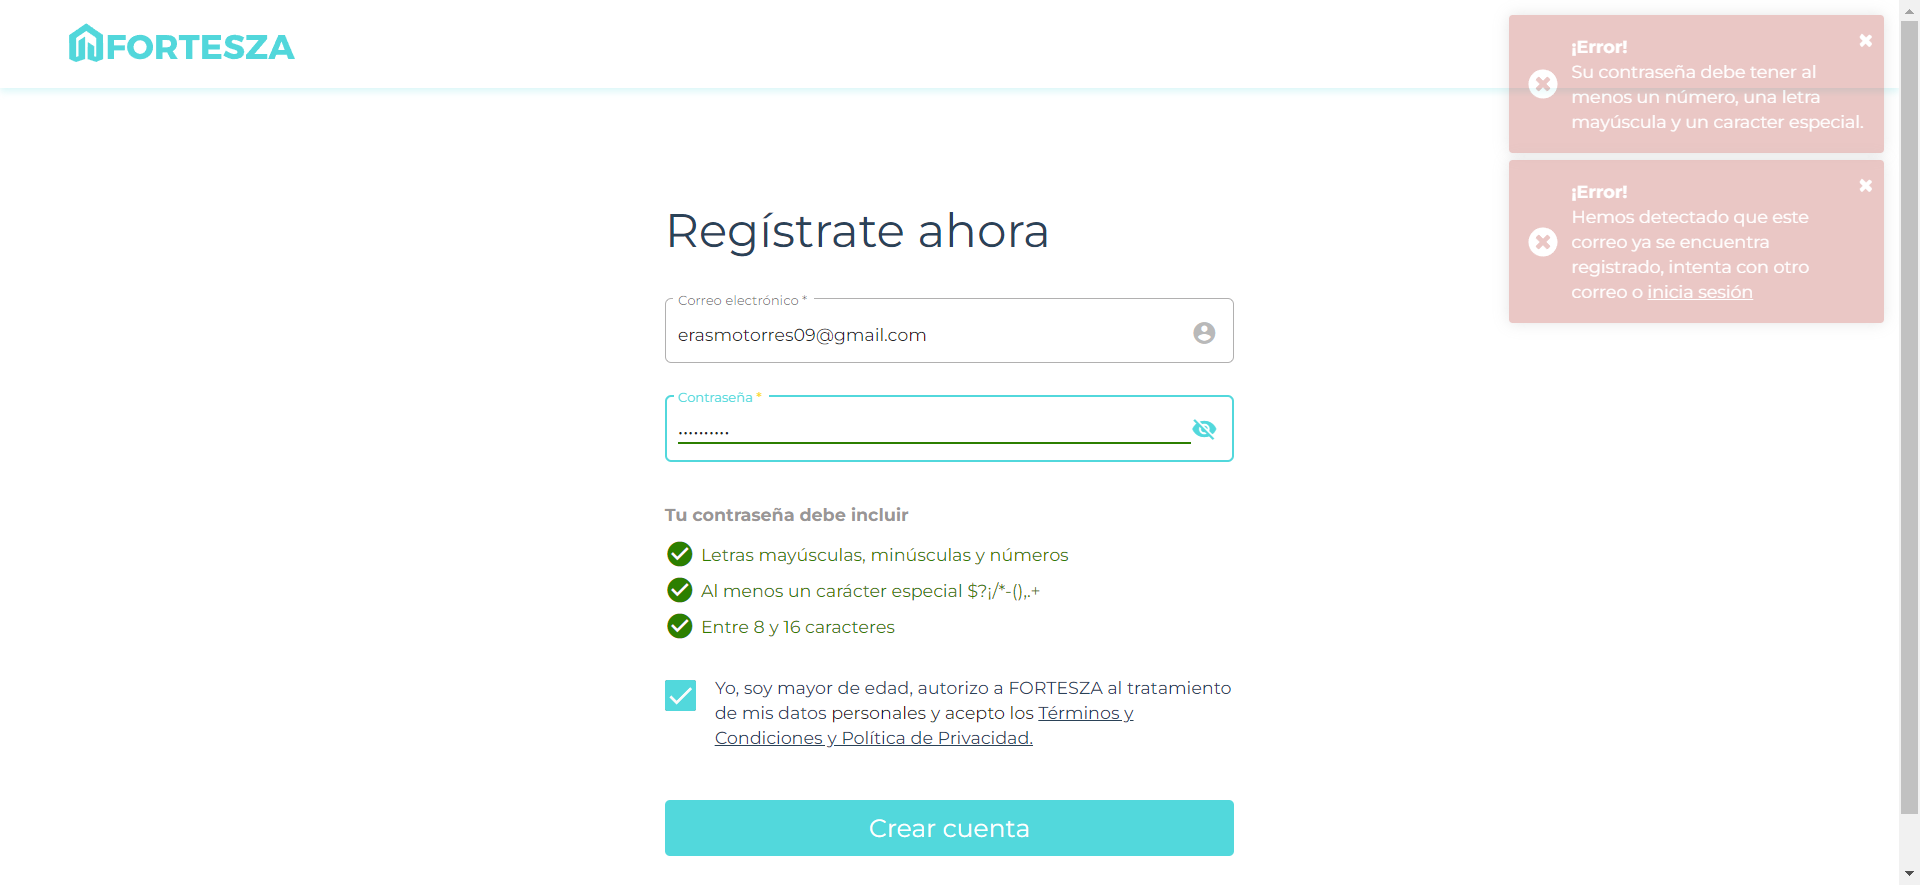 FORTESZA
¡Error!
Su contraseña debe tener al
menos un número, una letra
mayúscula y un caracter especial.
¡Error!
Hemos detectado que este
correo ya se encuentra
registrado, intenta con otro
correo o inicia sesión
Regístrate ahora
Correo electrónico *
erasmotorres09@gmail.com
Contraseña *
..........
Tu contraseña debe incluir
Letras mayúsculas, minúsculas y números
Al menos un carácter especial $?¡/*-(),.+
Entre 8 y 16 caracteres
Yo, soy mayor de edad, autorizo a FORTESZA al tratamiento
de mis datos personales y acepto los Términos y
Condiciones y Política de Privacidad.
Crear cuenta